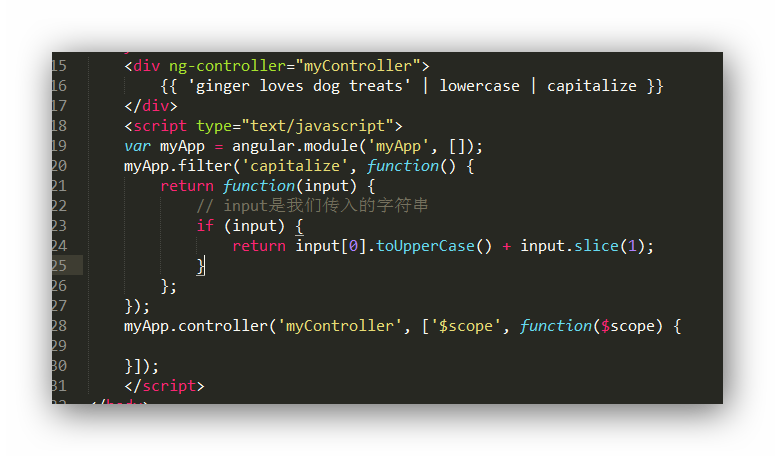 15 <div ng-controller="myController">
16 {{ 'ginger loves dog treats' | lowercase | capitalize }}
17 </div>
18 <script type="text/javascript">
19 var myApp = angular.module('myApp', []);
20 myApp.filter('capitalize', function() {
21 return function(input) {
22 // input是我们传入的字符串
23 if (input) {
24 return input[0].toUpperCase() + input.slice(1);
25 }
26 };
27 });
28 myApp.controller('myController', ['$scope', function($scope) {
29
30 }]);
31 </script>
32 </body>